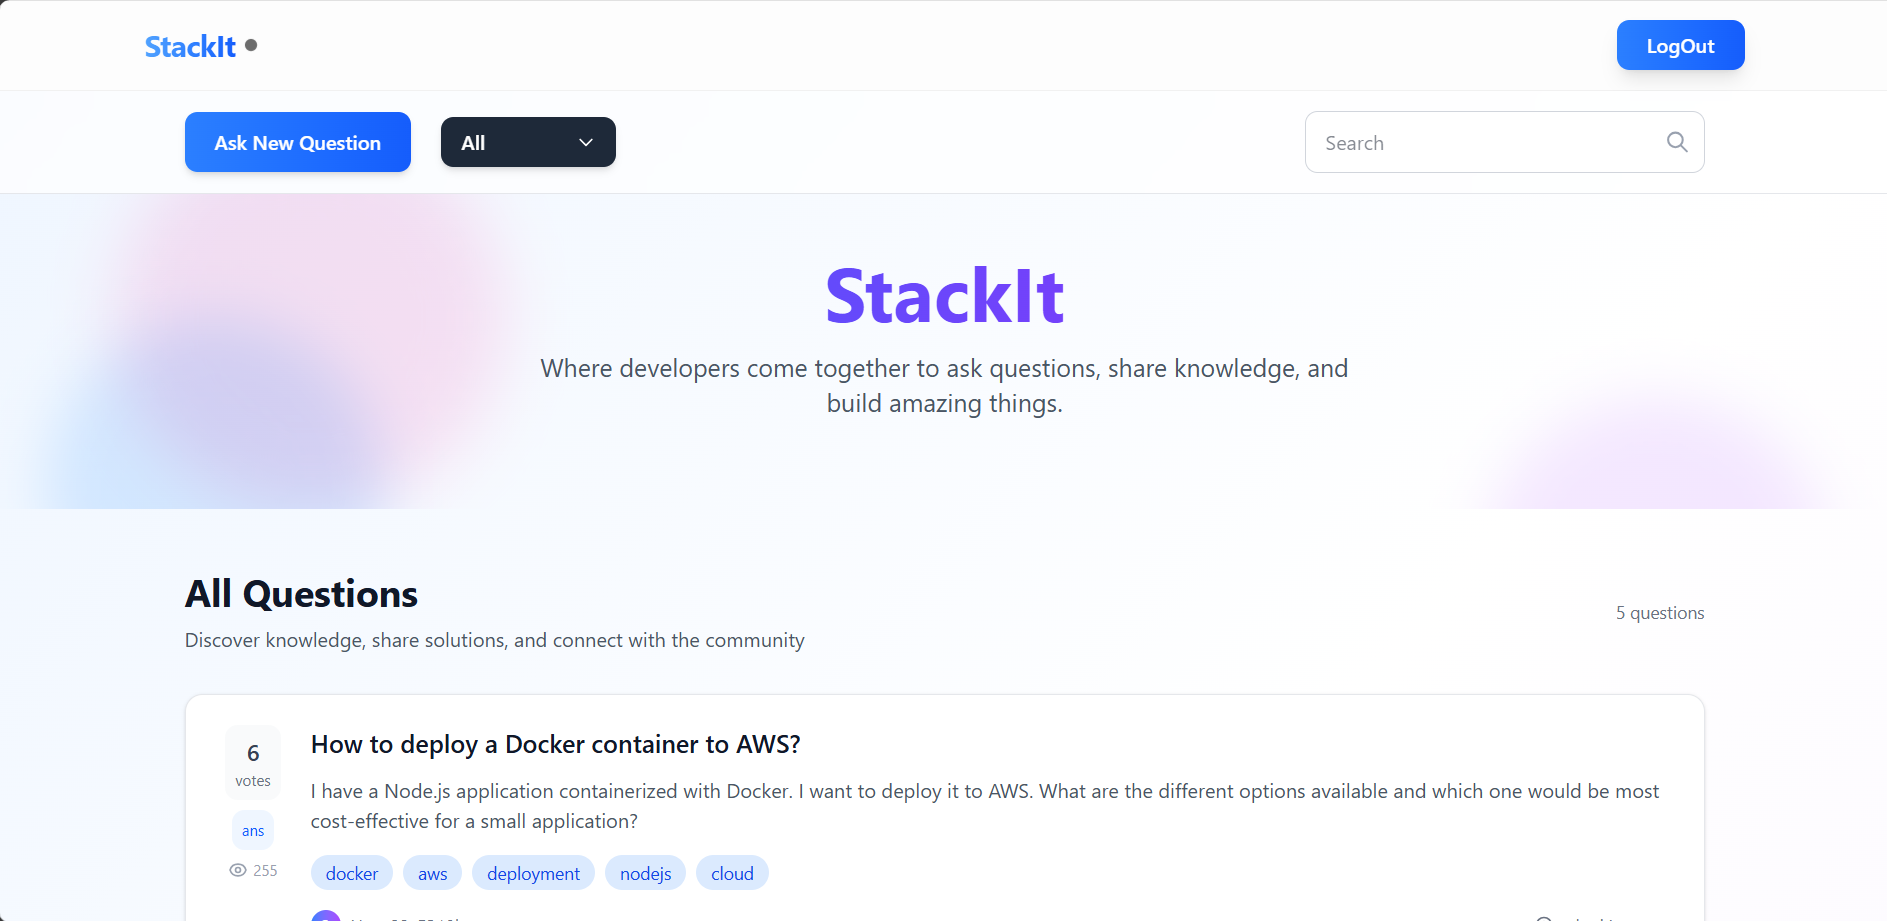 StackIt
LogOut
Ask New Question
All
Search
StackIt
Where developers come together to ask questions, share knowledge, and
build amazing things.
All Questions
5 questions
Discover knowledge, share solutions, and connect with the community
6
votes
ans
255
How to deploy a Docker container to AWS?
I have a Node.js application containerized with Docker. I want to deploy it to AWS. What are the different options available and which one would be most
cost-effective for a small application?
docker
aws
deployment
nodejs
cloud